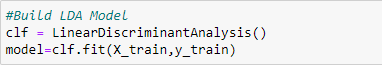 #Build LDA Model
clf = LinearDiscriminantAnalysis()
model=clf.fit(X_train,y_train)